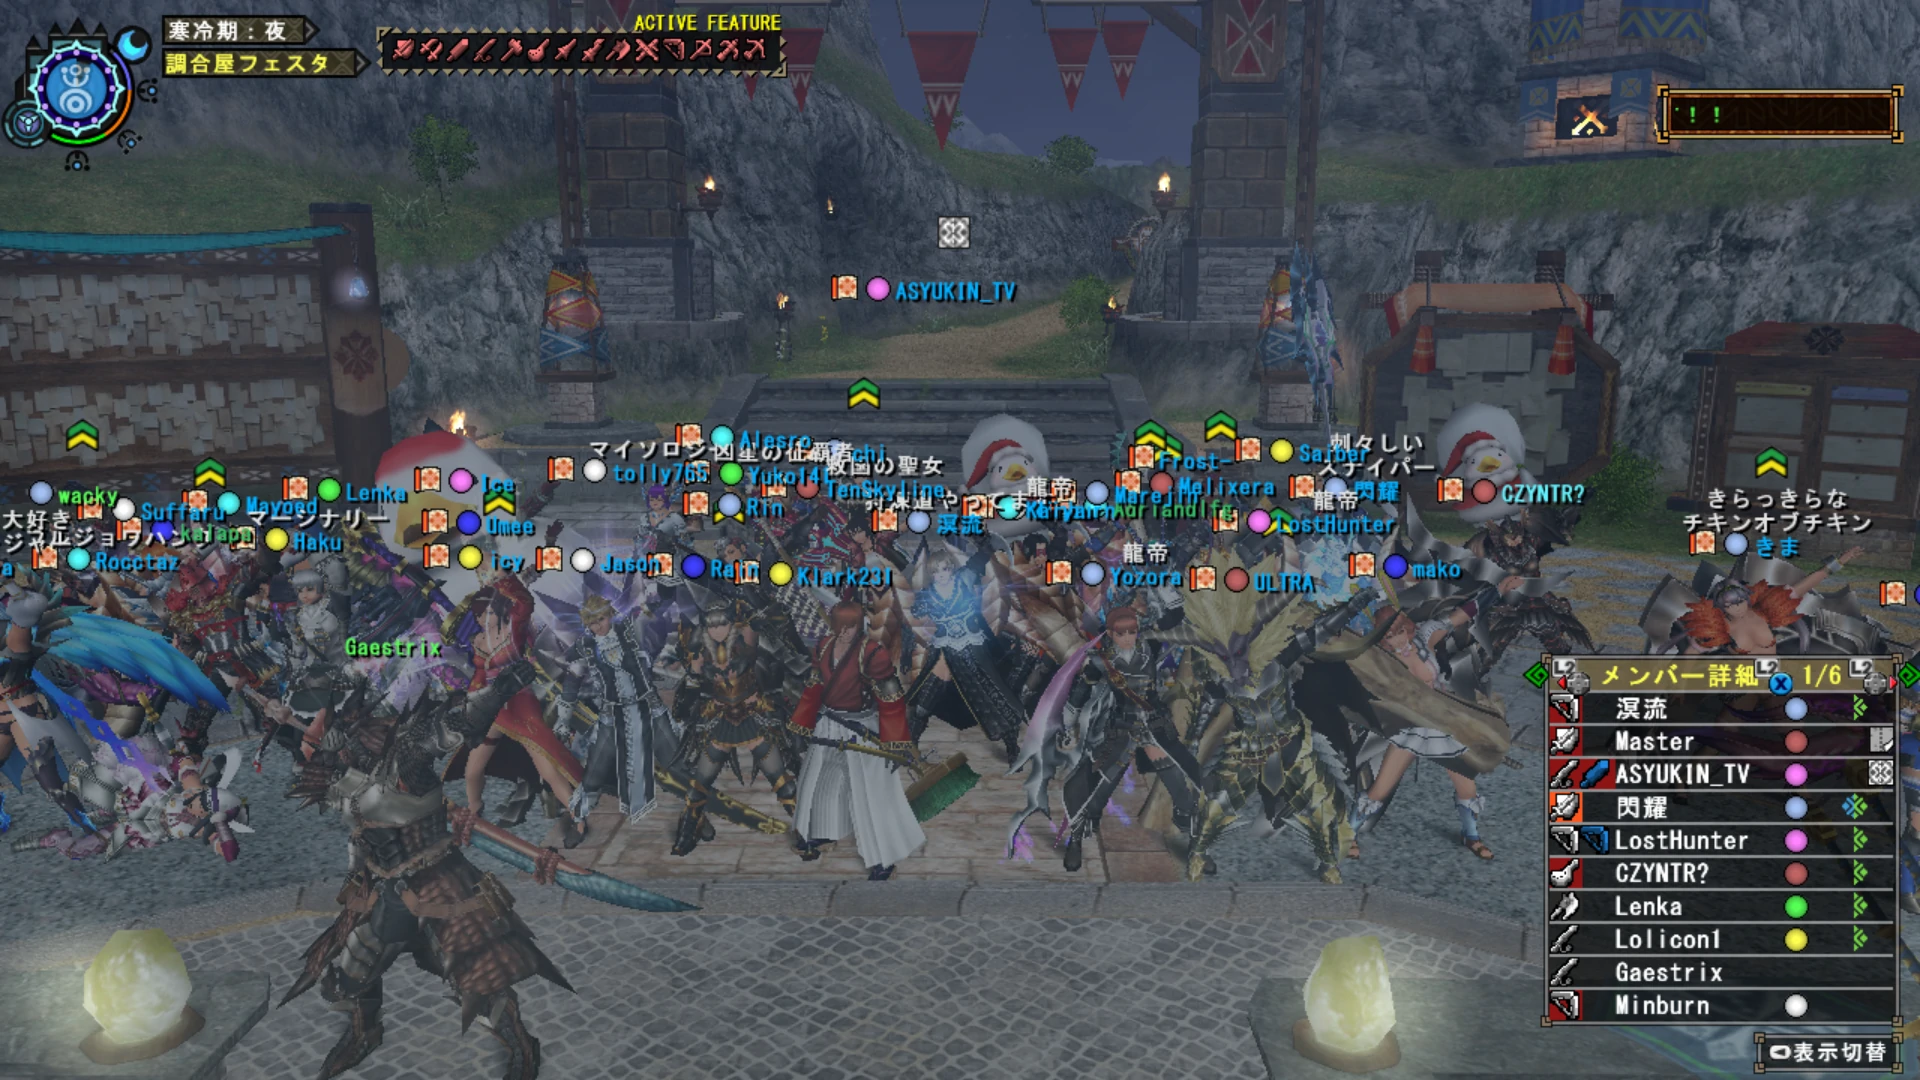 ACTIVE FEATURE
寒冷期：夜
調合屋フェスタ
!!
ASYUKIN_TV
Alesro
マイソロジ
凶星の征覇者
救国の聖女
刺々しい
スナイパー
Frost-
Saiber
tolly765
Yuko14
TenSkyline
Melixera
閃耀
CZYNTR?
Ice
Lenka
wacky
Suffaru
Mayoed
マージナリー
龍帝
龍帝
きらっきらな
チキンオブチキン
きま
Rin
溟流
LostHunter
Umee
大好き
katapa
Haku
Rocctaz
icy
Jason
Rain
Klark231
龍帝
Yozora
ULTRA
mako
Gaestrix
メンバー詳細 1/6
溟流
Master
ASYUKIN_TV
閃耀
LostHunter
CZYNTR?
Lenka
Lolicon1
Gaestrix
Minburn
表示切替